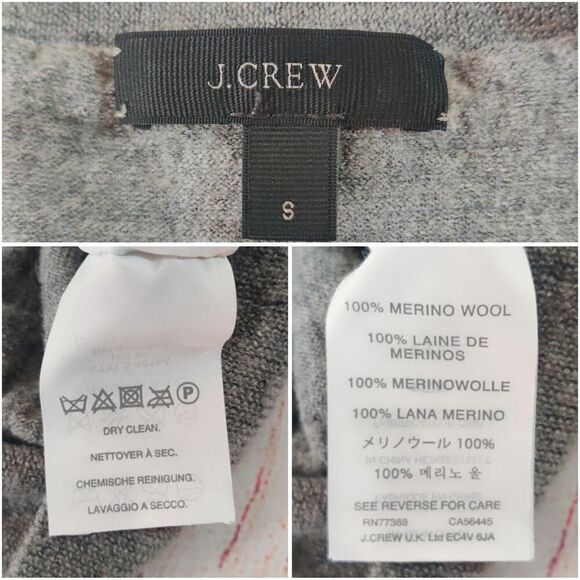 J.CREW
S
P
DRY CLEAN.
NETTOYER À SEC.
CHEMISCHE REINIGUNG.
LAVAGGIO A SECCO.
100% MERINO WOOL
100% LAINE DE
MERINOS
100% MERINOWOLLE
100% LANA MERINO
メリノウール 100%
100% 메리노 울
SEE REVERSE FOR CARE
RN77388 CA56445
J.CREW U.K. Ltd EC4V 6JA